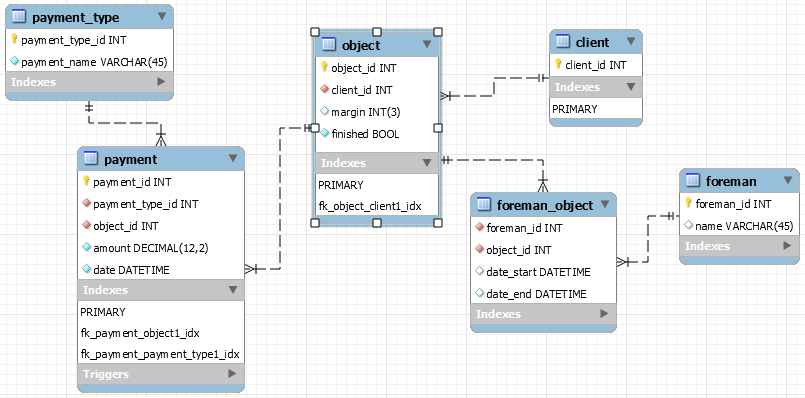 payment_type
payment_type_id INT
payment_name VARCHAR(45)
Indexes
payment
payment_id INT
payment_type_id INT
object_id INT
amount DECIMAL(12,2)
date DATETIME
Indexes
PRIMARY
fk_payment_object1_idx
fk_payment_payment_type1_idx
Triggers
object
object_id INT
client_id INT
margin INT(3)
finished BOOL
Indexes
PRIMARY
fk_object_client1_idx
client
client_id INT
Indexes
PRIMARY
foreman_object
foreman_id INT
object_id INT
date_start DATETIME
date_end DATETIME
Indexes
foreman
foreman_id INT
name VARCHAR(45)
Indexes